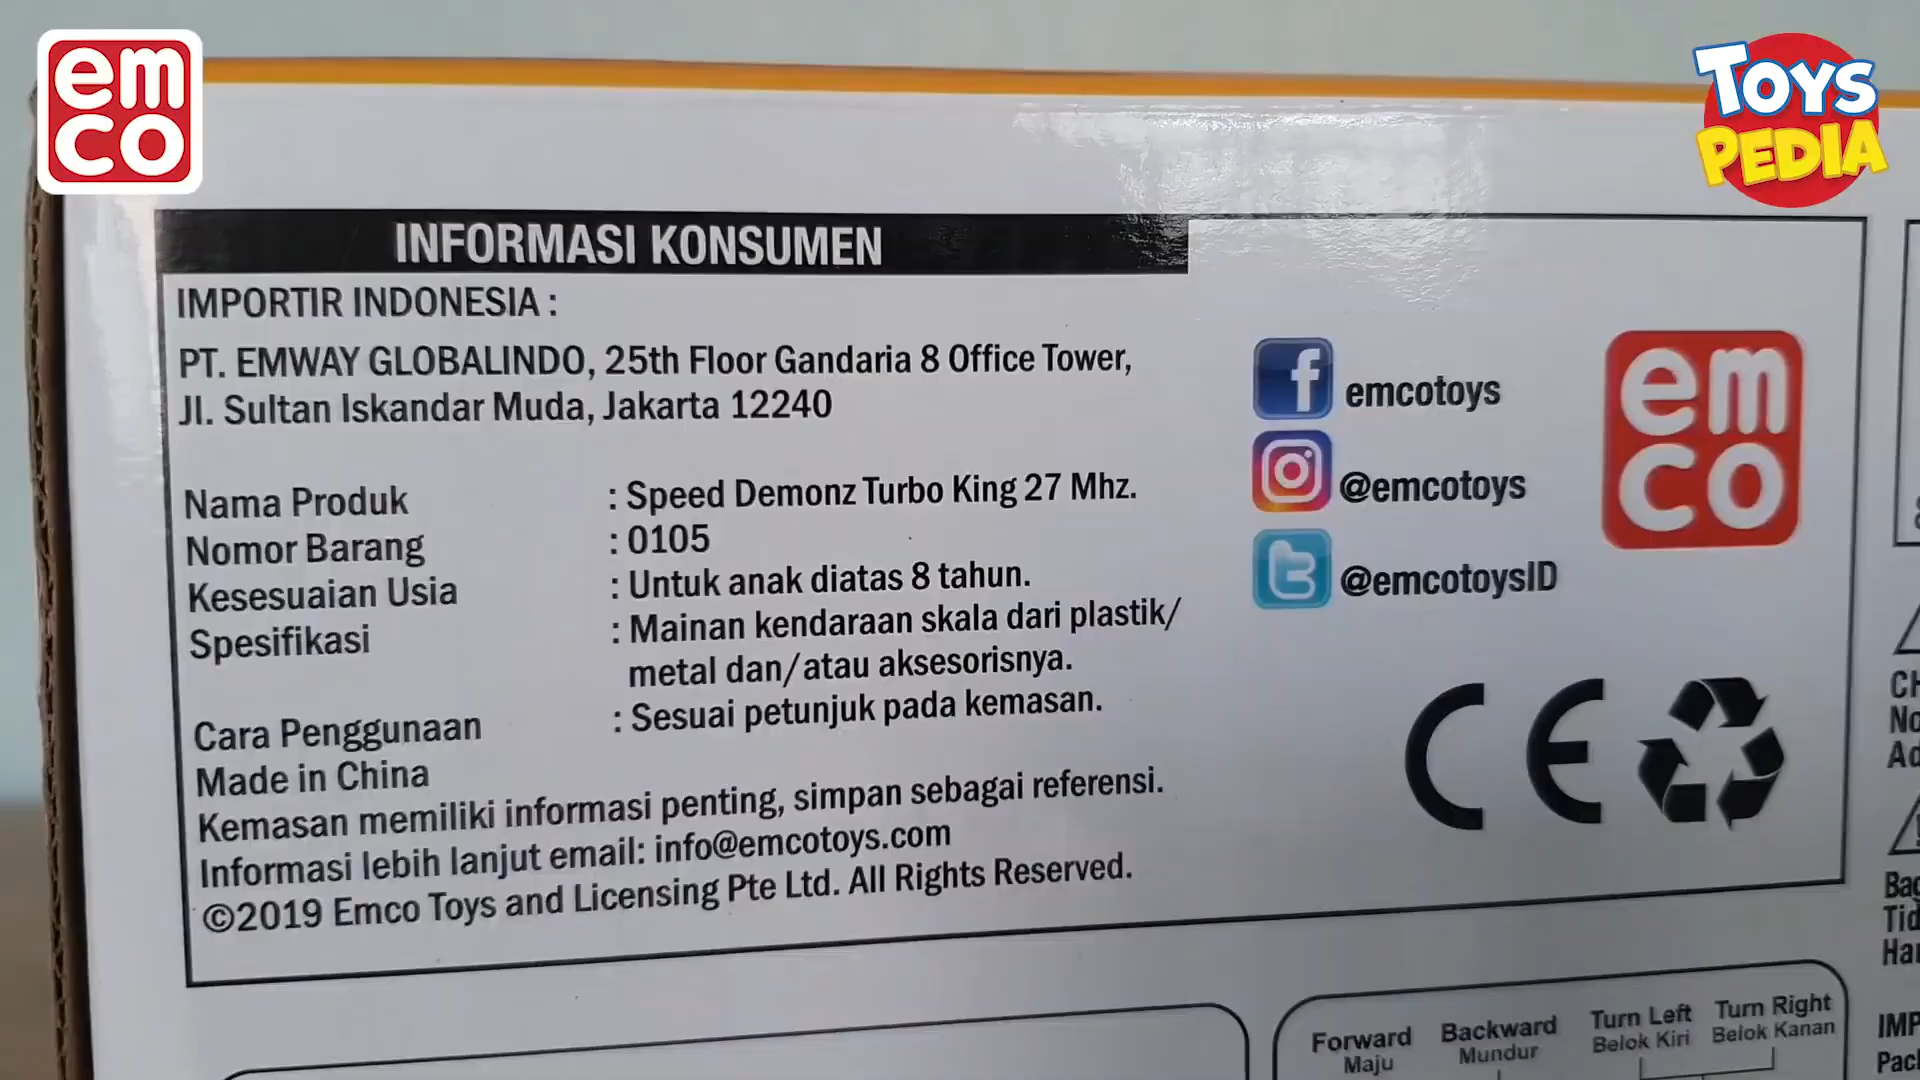 em
co
TOYS
PEDIA
INFORMASI KONSUMEN
IMPORTIR INDONESIA :
PT. EMWAY GLOBALINDO, 25th Floor Gandaria 8 Office Tower,
Jl. Sultan Iskandar Muda, Jakarta 12240
Nama Produk : Speed Demonz Turbo King 27 Mhz.
Nomor Barang : 0105
Kesesuaian Usia : Untuk anak diatas 8 tahun.
Spesifikasi : Mainan kendaraan skala dari plastik/
metal dan/atau aksesorisnya.
Cara Penggunaan : Sesuai petunjuk pada kemasan.
Made in China
Kemasan memiliki informasi penting, simpan sebagai referensi.
Informasi lebih lanjut email: info@emcotoys.com
©2019 Emco Toys and Licensing Pte Ltd. All Rights Reserved.
emcotoys
@emcotoys
@emcotoysID
em
co
CE
Forward
Maju
Backward
Mundur
Turn Left
Belok Kiri
Turn Right
Belok Kanan